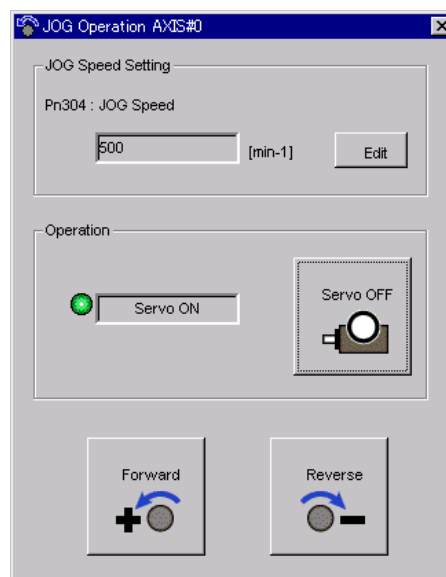 JOG Operation AXIS#0
JOG Speed Setting
Pn304 : JOG Speed
500
[min-1]
Edit
Operation
Servo ON
Servo OFF
Forward
Reverse